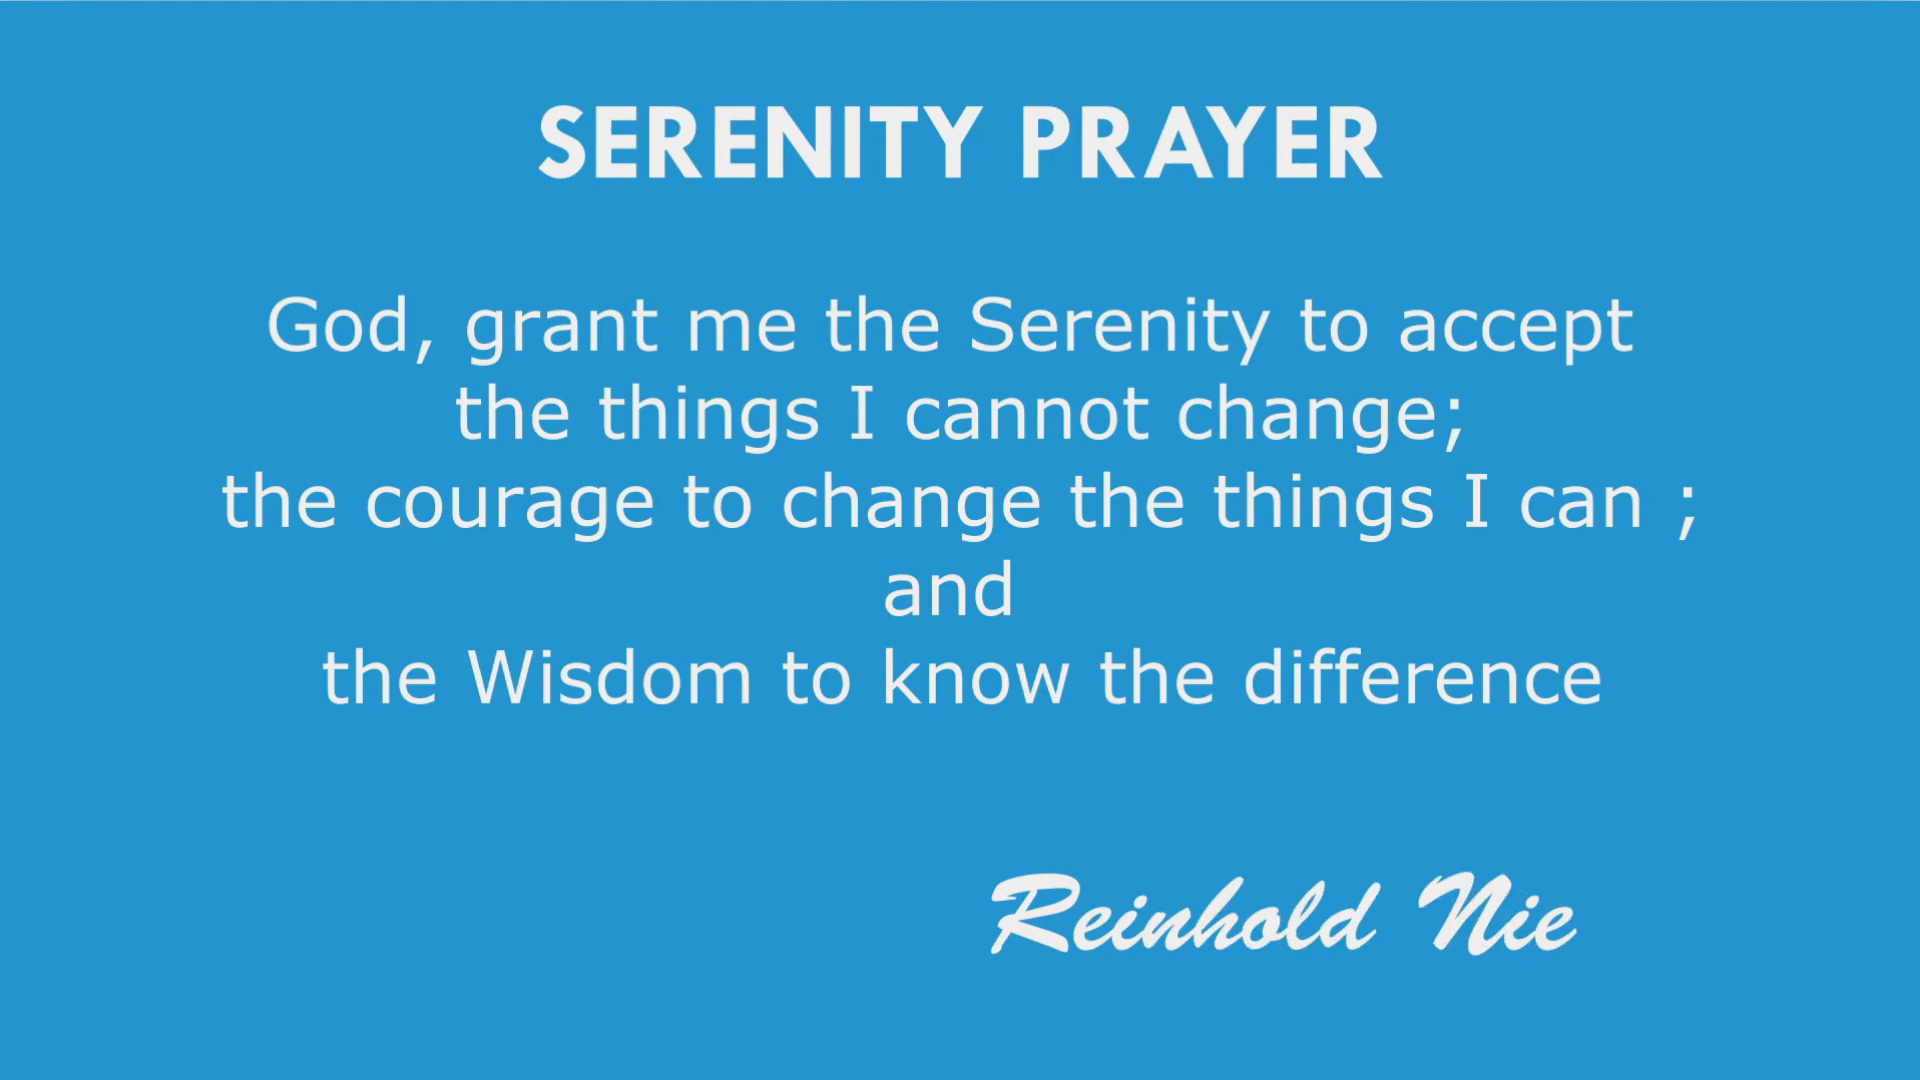 SERENITY PRAYER
God, grant me the Serenity to accept
the things I cannot change;
the courage to change the things I can ;
and
the Wisdom to know the difference
Reinhold Nie